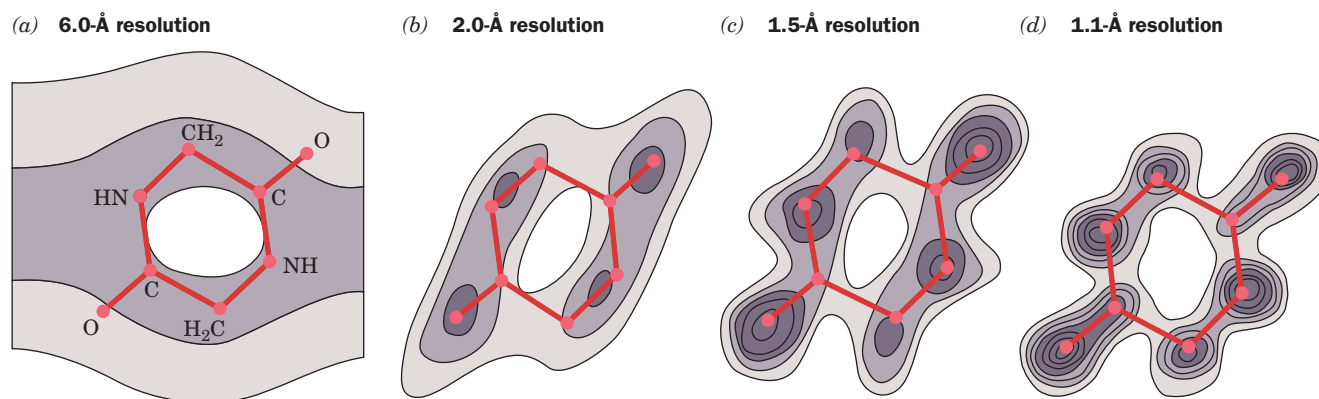 (a) 6.0-Å resolution
(b) 2.0-Å resolution
(c) 1.5-Å resolution
(d) 1.1-Å resolution
CH₂
O
HN
C
NH
C
O
H₂C